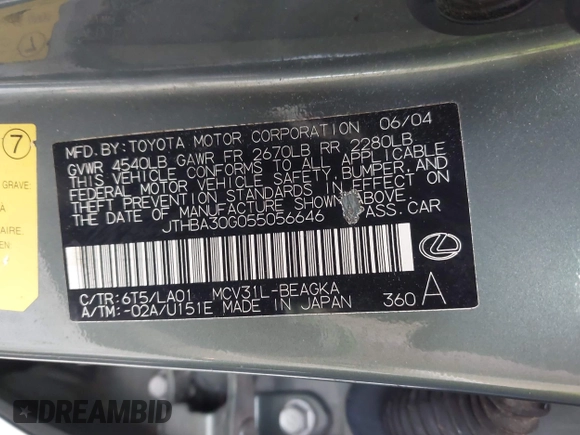 MFD. BY: TOYOTA MOTOR CORPORATION 06/04
GVWR 4540LB GAWR FR 2670LB RR 2280LB
THIS VEHICLE CONFORMS TO ALL APPLICABLE
FEDERAL MOTOR VEHICLE SAFETY, BUMPER, AND
THEFT PREVENTION STANDARDS IN EFFECT ON
THE DATE OF MANUFACTURE SHOWN ABOVE.
JTHBA30G055056646 PASS. CAR
C/TR:6T5/LA01 MCV31L-BEAGKA
A/TM:-02A/U151E MADE IN JAPAN 360 A
7
GRAVE
DREAMBID